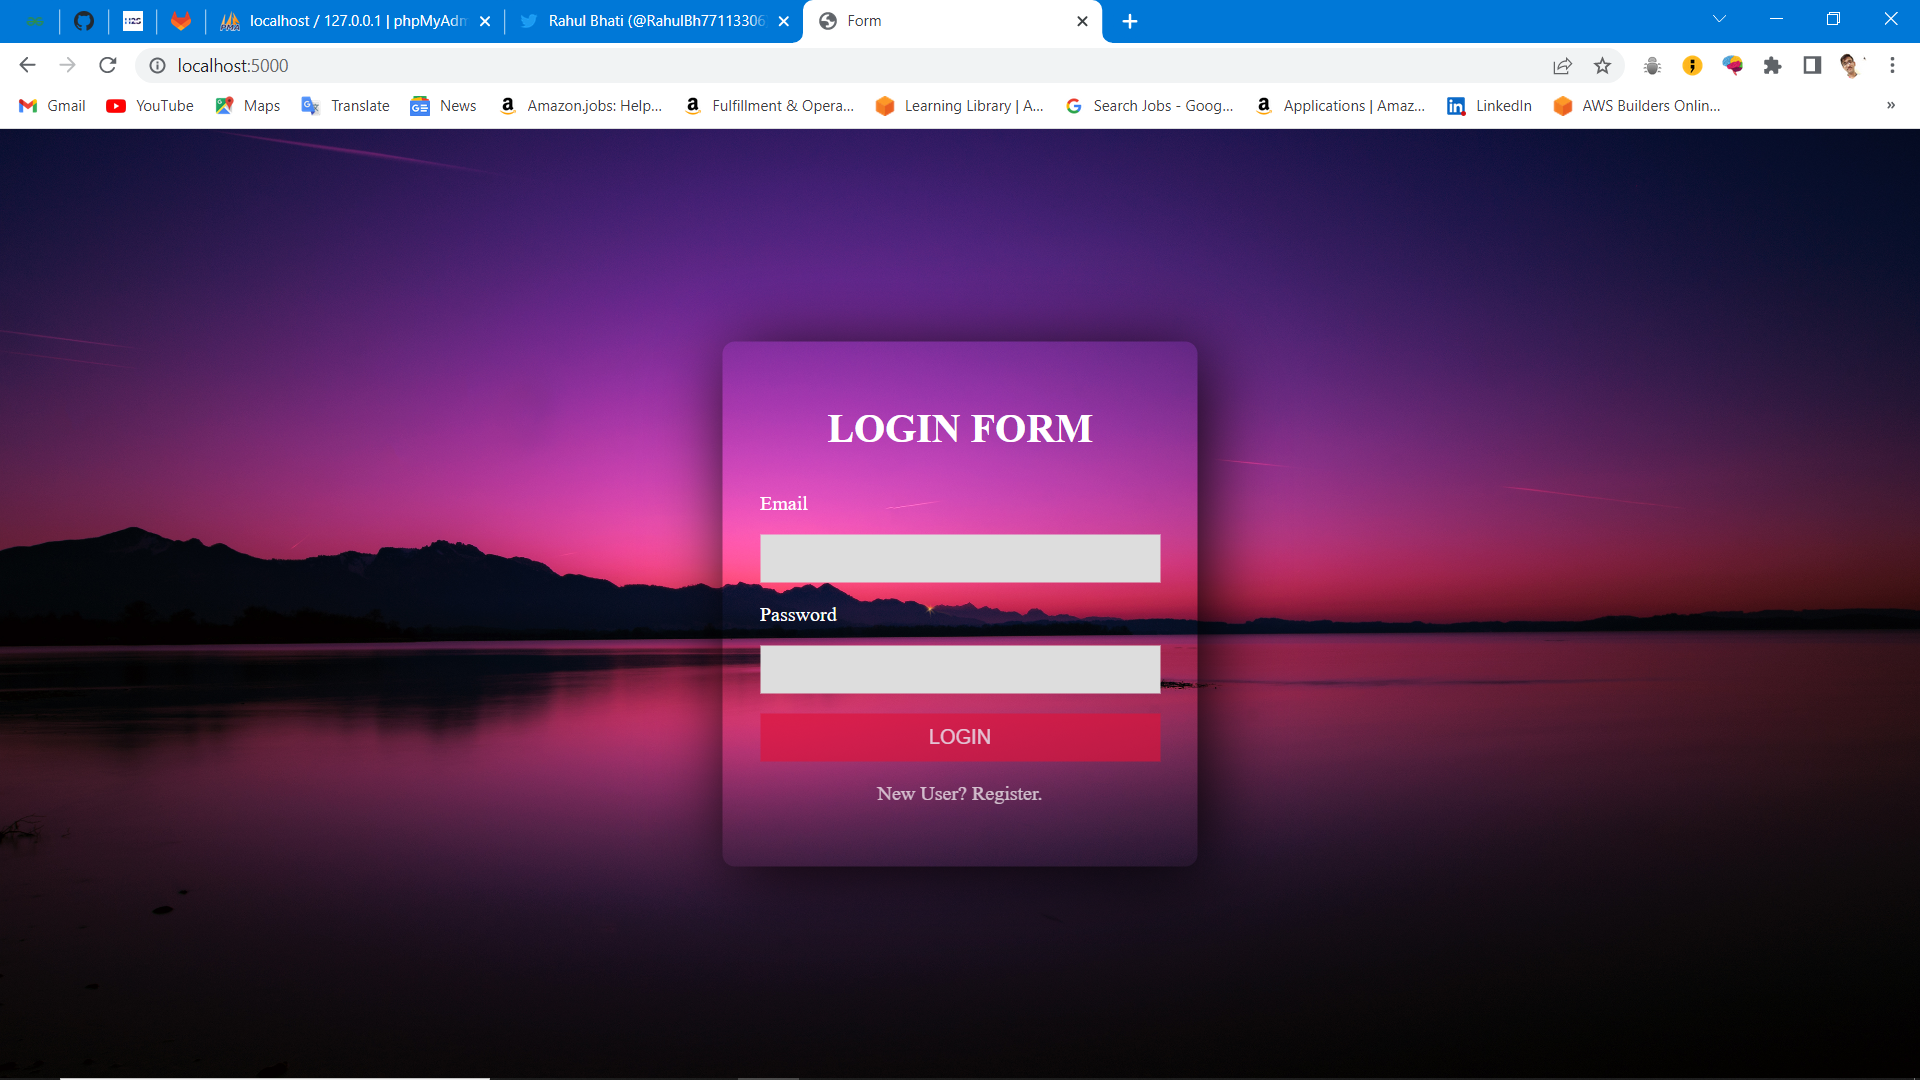 localhost / 127.0.0.1 | phpMyAdm
Rahul Bhati (@RahulBh77113306
Form
localhost:5000
Gmail
YouTube
Maps
Translate
News
Amazon.jobs: Help...
Fulfillment & Opera...
Learning Library | A...
Search Jobs - Goog...
Applications | Amaz...
LinkedIn
AWS Builders Onlin...
»
LOGIN FORM
Email
Password
LOGIN
New User? Register.